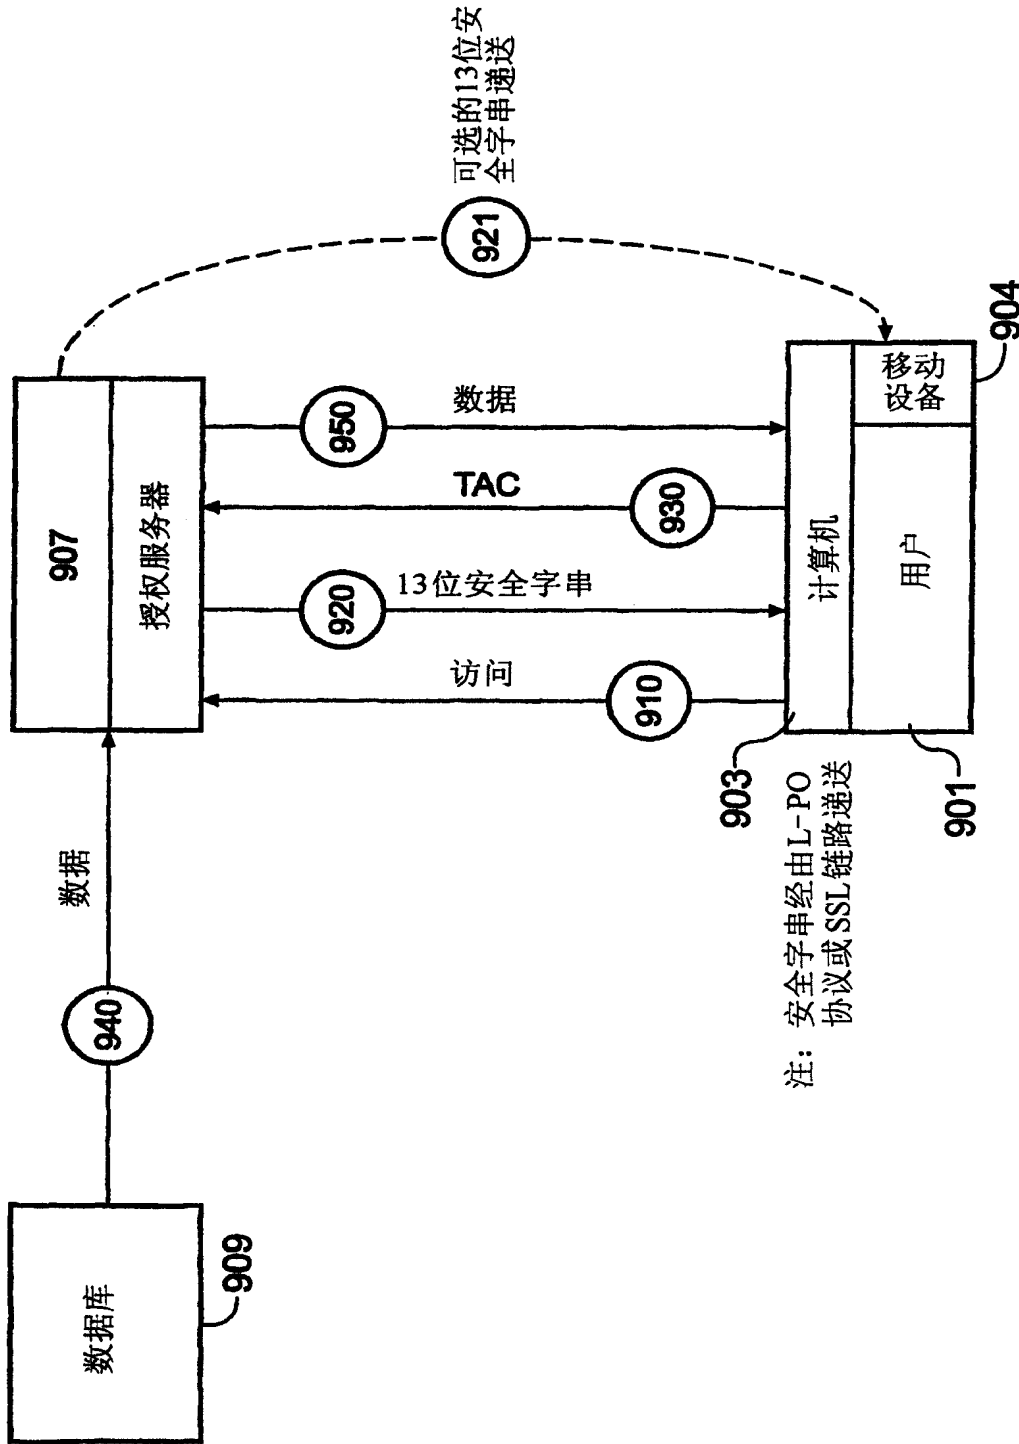 可选的13位安
全字串递送
921
907
授权服务器
950
数据
TAC
930
920
13位安全字串
访问
910
移动
设备
904
计算机
用户
903
901
注: 安全字串经由L-PO
协议或SSL链路递送
数据
940
数据库
909